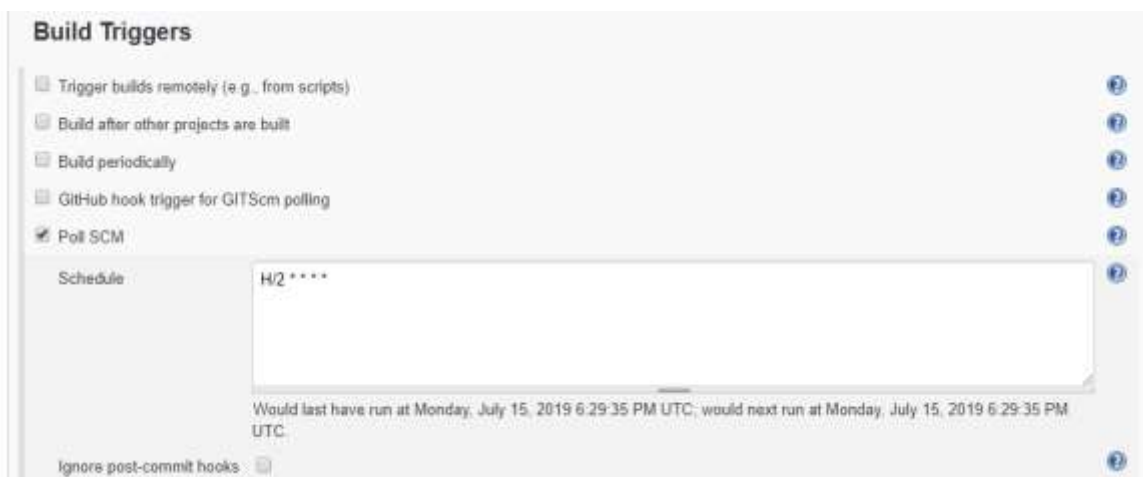 Build Triggers
Trigger builds remotely (e.g., from scripts)
Build after other projects are built
Build periodically
GitHub hook trigger for GITScm polling
Poll SCM
Schedule
H/2 * * * *
Would last have run at Monday, July 15, 2019 6:29:35 PM UTC; would next run at Monday, July 15, 2019 6:29:35 PM
UTC.
Ignore post-commit hooks